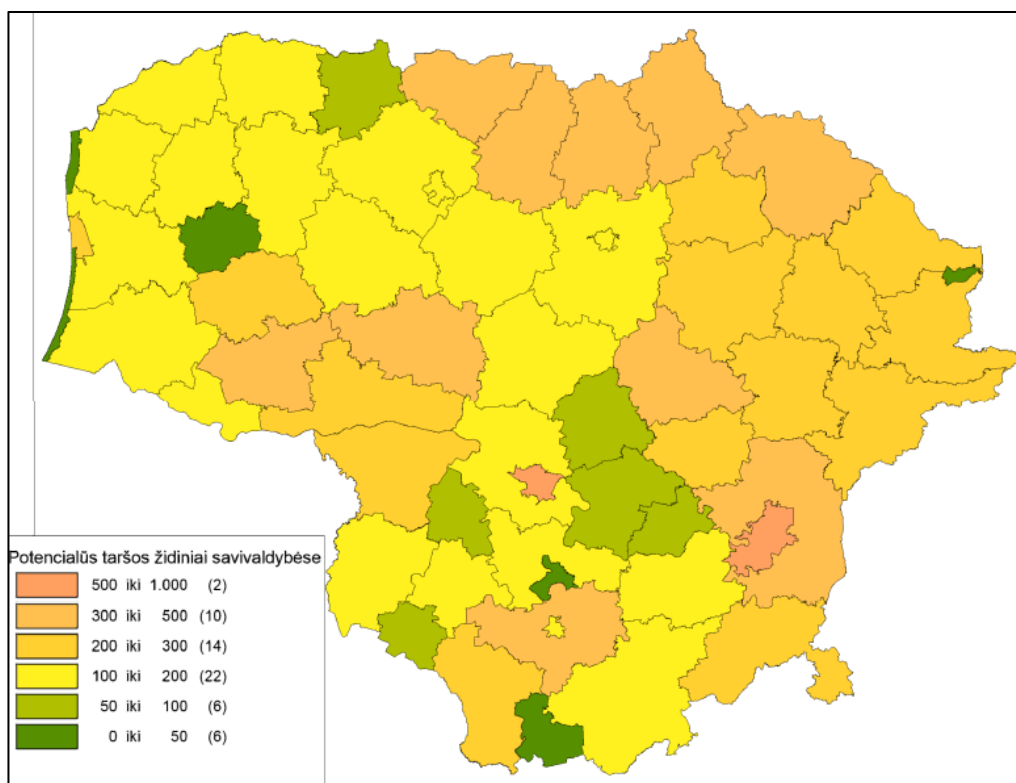 Potencialūs taršos židiniai savivaldybėse
500 iki 1.000 (2)
300 iki 500 (10)
200 iki 300 (14)
100 iki 200 (22)
50 iki 100 (6)
0 iki 50 (6)